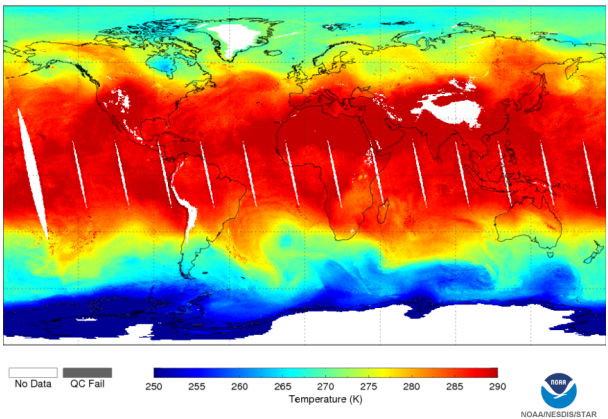 No Data QC Fail
250 255 260 265 270 275 280 285 290
Temperature (K)
NOAA
NOAA/NESDIS/STAR